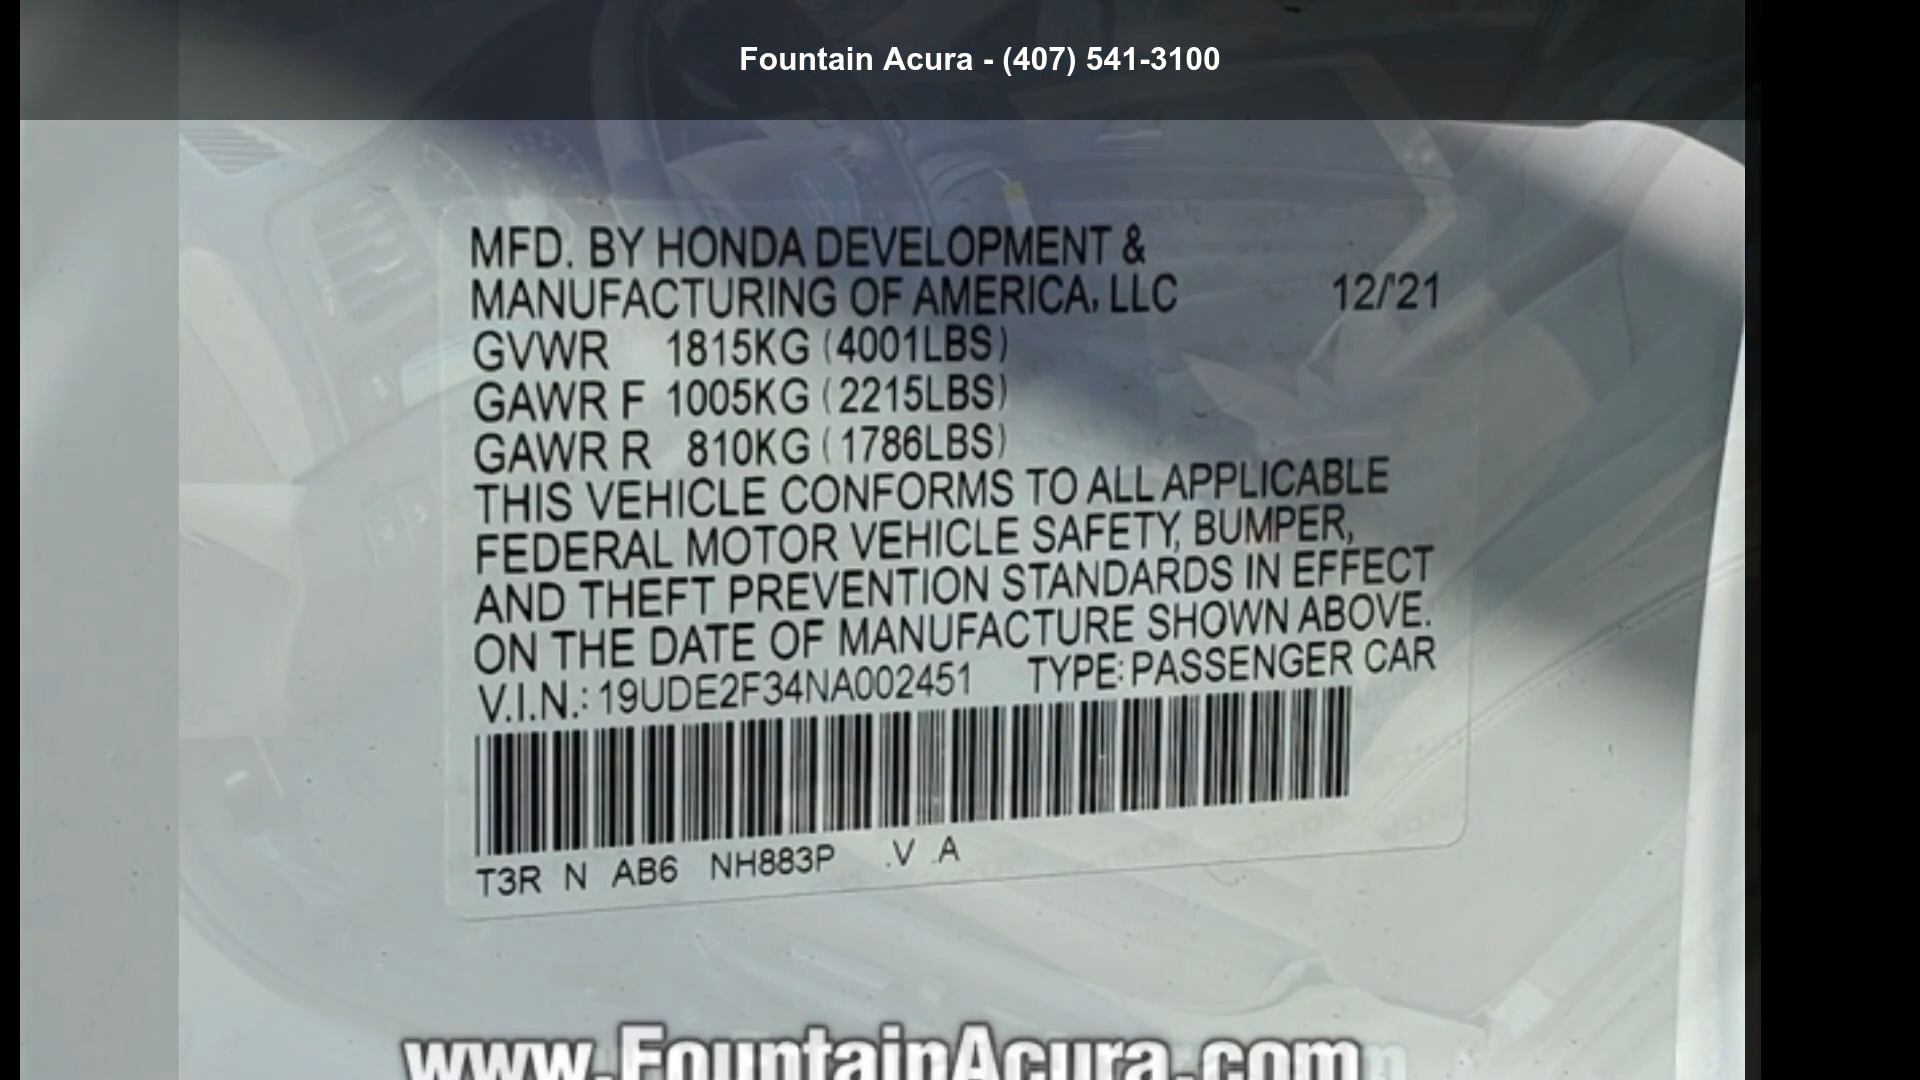 Fountain Acura - (407) 541-3100
MFD. BY HONDA DEVELOPMENT &
MANUFACTURING OF AMERICA, LLC 12/'21
GVWR 1815KG (4001LBS)
GAWR F 1005KG (2215LBS)
GAWR R 810KG (1786LBS)
THIS VEHICLE CONFORMS TO ALL APPLICABLE
FEDERAL MOTOR VEHICLE SAFETY, BUMPER,
AND THEFT PREVENTION STANDARDS IN EFFECT
ON THE DATE OF MANUFACTURE SHOWN ABOVE.
V.I.N.: 19UDE2F34NA002451 TYPE: PASSENGER CAR
T3R N AB6 NH883P .V .A
www.FountainAcura.com